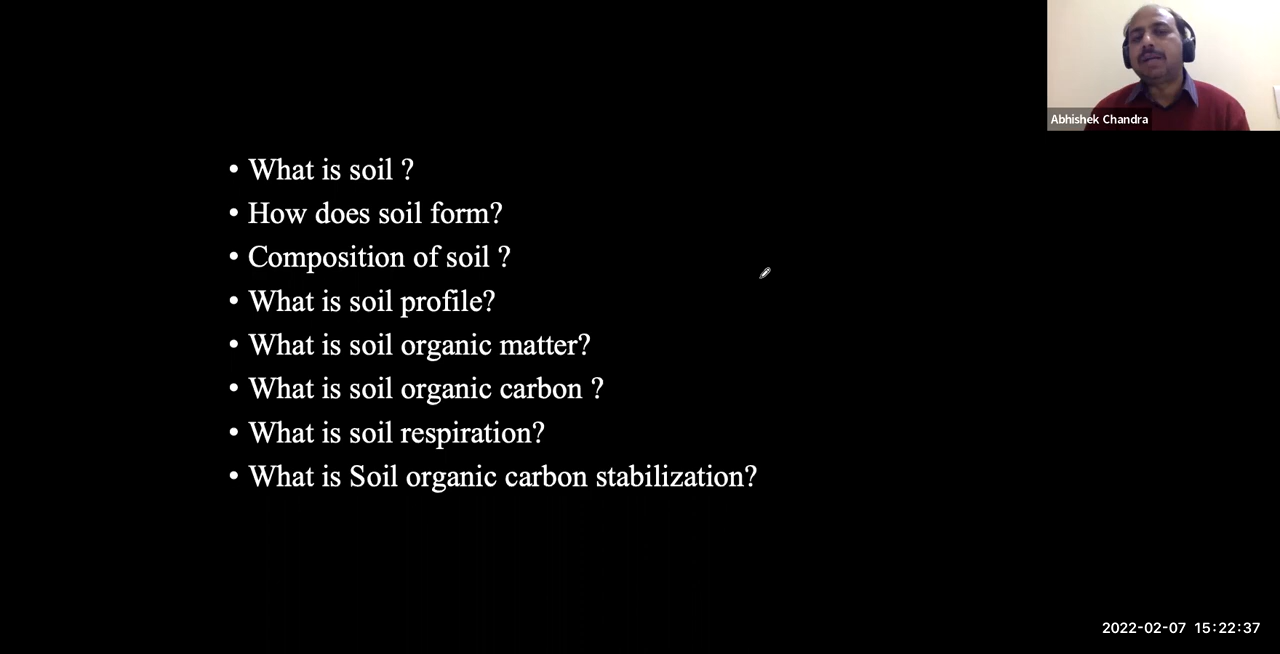 Abhishek Chandra
• What is soil ?
• How does soil form?
• Composition of soil ?
• What is soil profile?
• What is soil organic matter?
• What is soil organic carbon ?
• What is soil respiration?
• What is Soil organic carbon stabilization?
2022-02-07 15:22:37